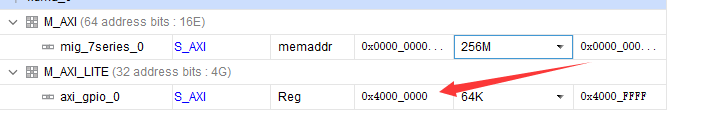 M_AXI (64 address bits : 16E)
mig_7series_0 S_AXI memaddr 0x0000_0000... 256M 0x0000_000...
M_AXI_LITE (32 address bits : 4G)
axi_gpio_0 S_AXI Reg 0x4000_0000 64K 0x4000_FFFF